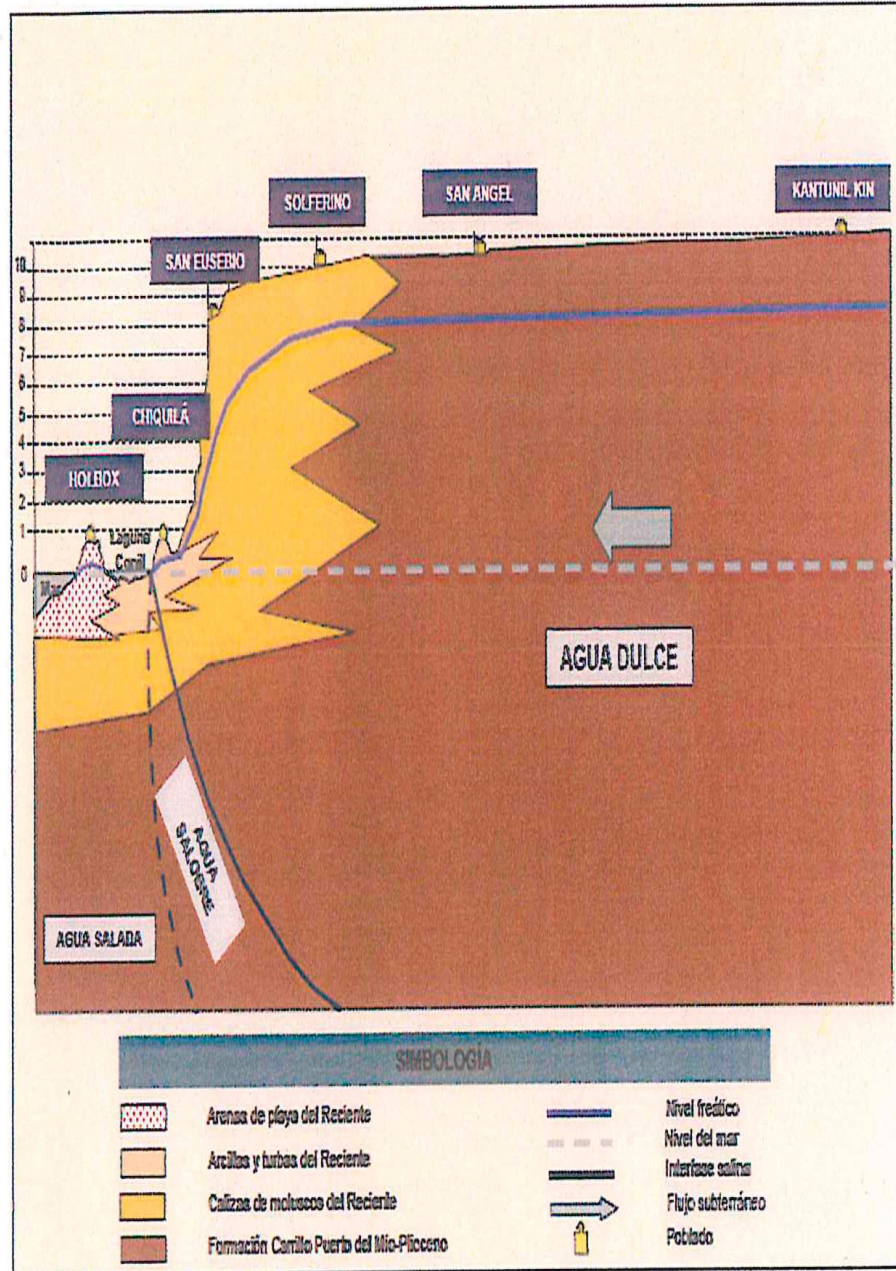 KANTUNIL KIN
SAN ANGEL
SOLFERINO
SAN EUSEBIO
10
9
8
7
6
5
4
3
2
1
0
CHIQUILÁ
HOLBOX
Laguna
Conil
Mar
AGUA DULCE
AGUA
SALOBRE
AGUA SALADA
SIMBOLOGÍA
Arenas de playa del Reciente
Arcillas y turbas del Reciente
Calizas de moluscos del Reciente
Formación Carrillo Puerto del Mio-Plioceno
Nivel freático
Nivel del mar
Interfase salina
Flujo subterráneo
Poblado